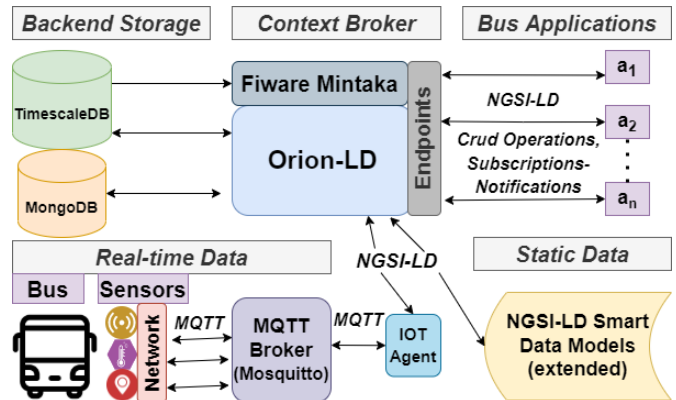 Backend Storage
Context Broker
Bus Applications
TimescaleDB
MongoDB
Fiware Mintaka
Orion-LD
Endpoints
NGSI-LD
Crud Operations,
Subscriptions-
Notifications
a1
a2
an
Real-time Data
Bus
Sensors
Network
MQTT
MQTT
Broker
(Mosquitto)
MQTT
IOT
Agent
NGSI-LD
Static Data
NGSI-LD Smart
Data Models
(extended)